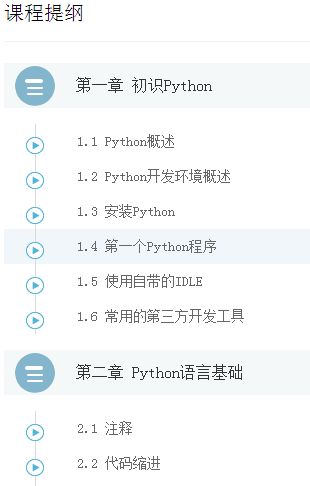 课程提纲
第一章 初识Python
1.1 Python概述
1.2 Python开发环境概述
1.3 安装Python
1.4 第一个Python程序
1.5 使用自带的IDLE
1.6 常用的第三方开发工具
第二章 Python语言基础
2.1 注释
2.2 代码缩进